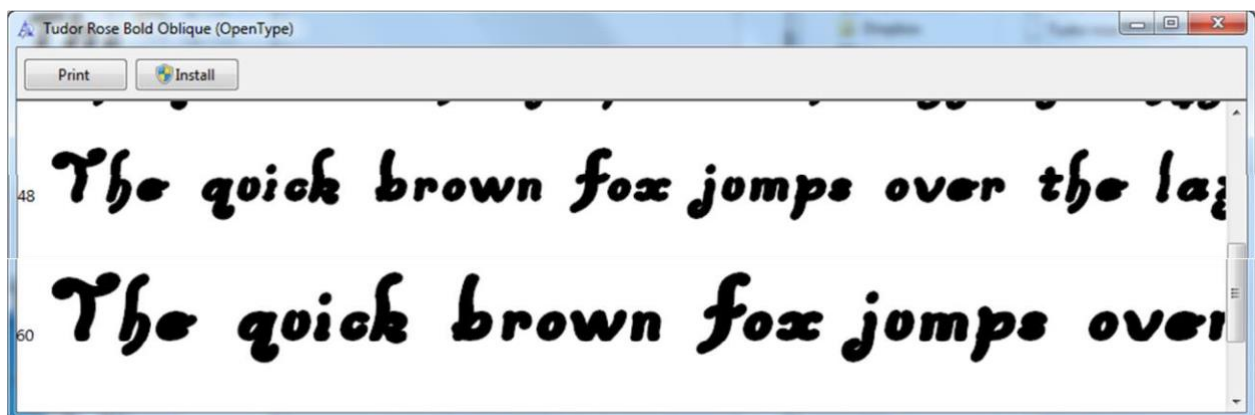 Tudor Rose Bold Oblique (OpenType)
Print Install
48 The quick brown fox jumps over the laz
60 The quick brown fox jumps over